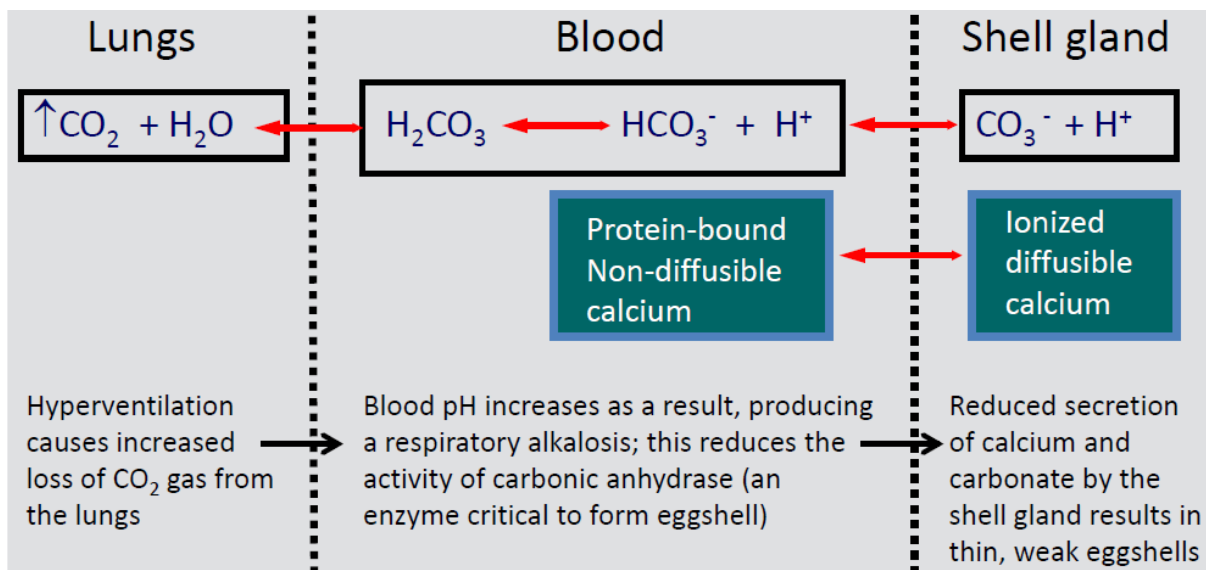 Lungs
Blood
Shell gland
↑CO₂ + H₂O
H₂CO₃
HCO₃⁻ + H⁺
CO₃⁻ + H⁺
Protein-bound
Non-diffusible
calcium
Ionized
diffusible
calcium
Hyperventilation
causes increased
loss of CO₂ gas from
the lungs
Blood pH increases as a result, producing
a respiratory alkalosis; this reduces the
activity of carbonic anhydrase (an
enzyme critical to form eggshell)
Reduced secretion
of calcium and
carbonate by the
shell gland results in
thin, weak eggshells